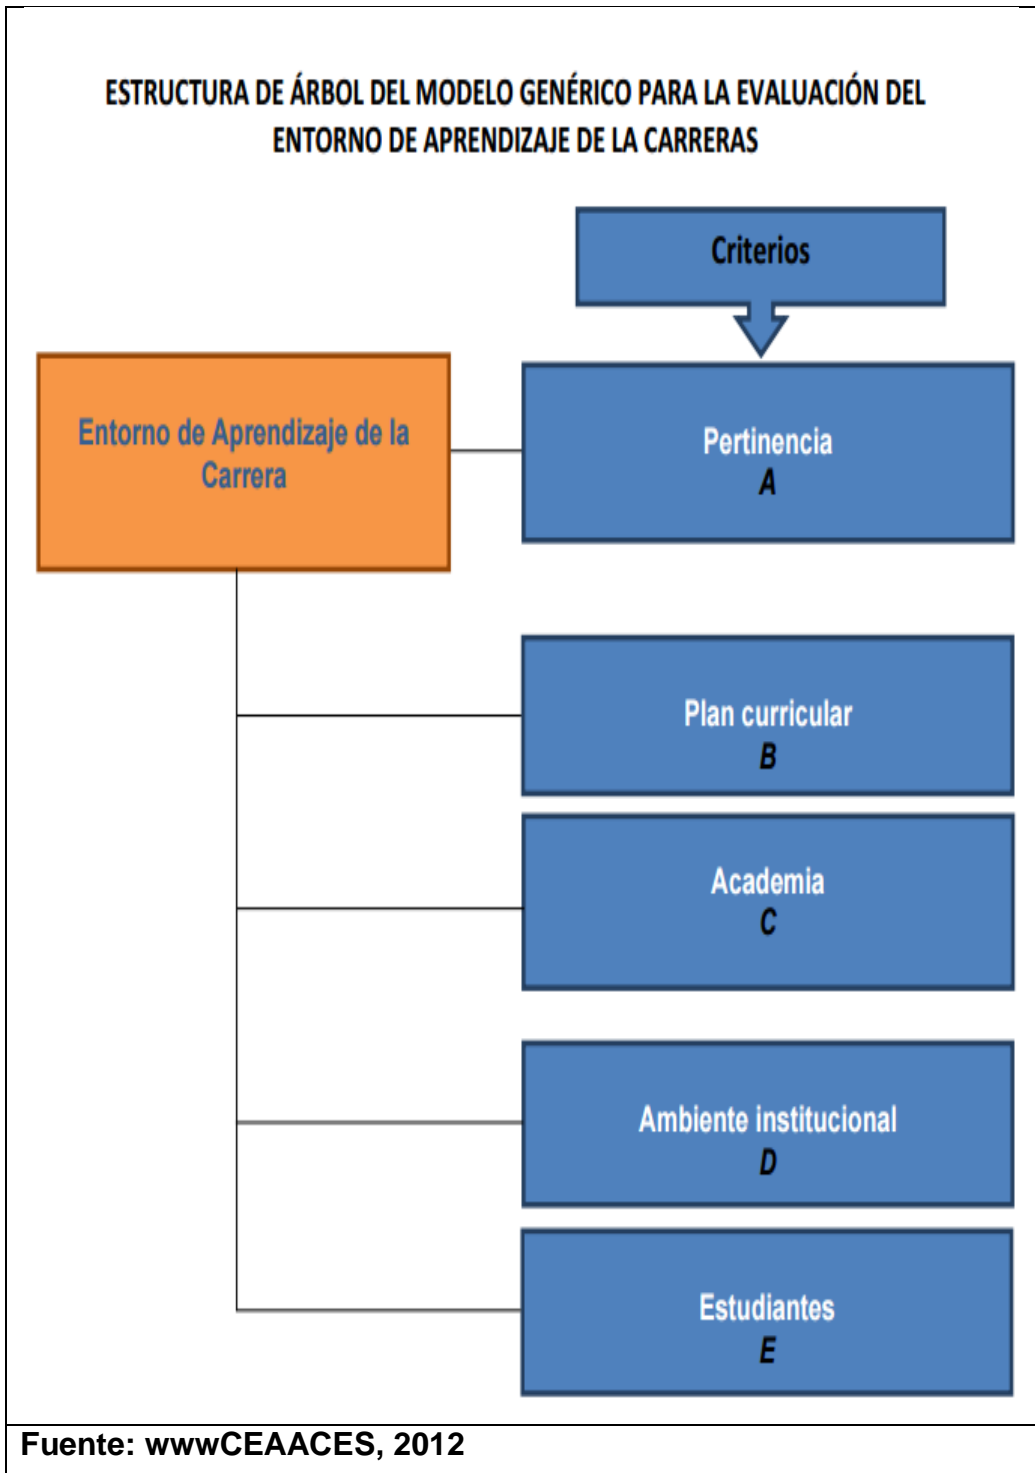 ESTRUCTURA DE ÁRBOL DEL MODELO GENÉRICO PARA LA EVALUACIÓN DEL
ENTORNO DE APRENDIZAJE DE LA CARRERAS
Criterios
Entorno de Aprendizaje de la
Carrera
Pertinencia
A
Plan curricular
B
Academia
C
Ambiente institucional
D
Estudiantes
E
Fuente: wwwCEAACES, 2012